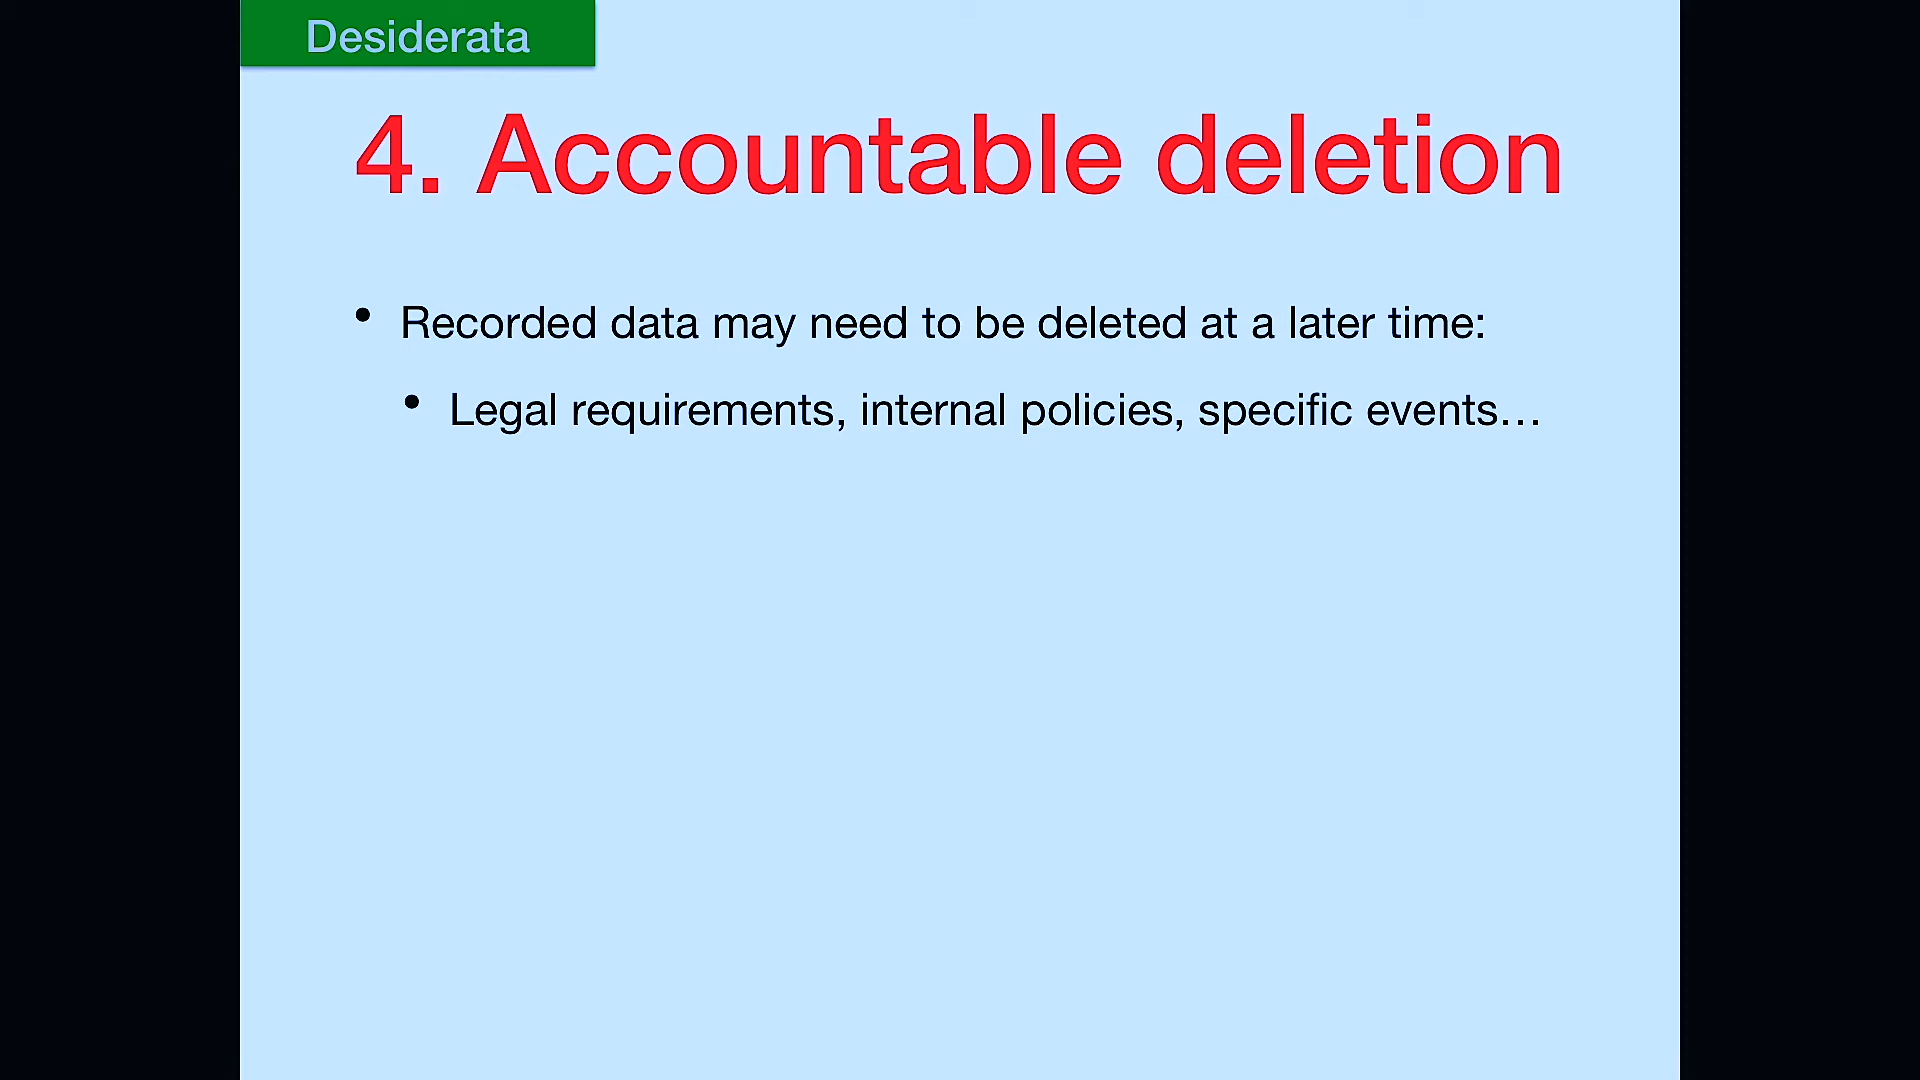 Desiderata
4. Accountable deletion
• Recorded data may need to be deleted at a later time:
• Legal requirements, internal policies, specific events…